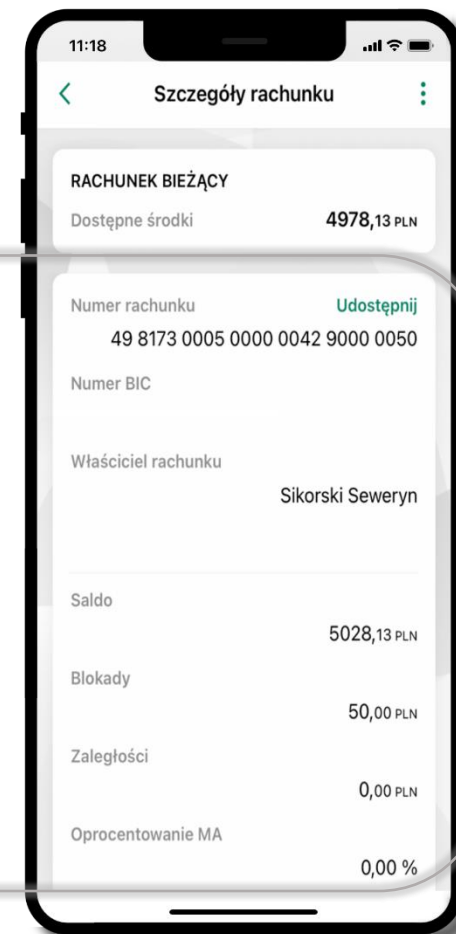 11:18
Szczegóły rachunku
RACHUNEK BIEŻĄCY
Dostępne środki 4978,13 PLN
Numer rachunku Udostępnij
49 8173 0005 0000 0042 9000 0050
Numer BIC
Właściciel rachunku
Sikorski Seweryn
Saldo
5028,13 PLN
Blokady
50,00 PLN
Zaległości
0,00 PLN
Oprocentowanie MA
0,00 %